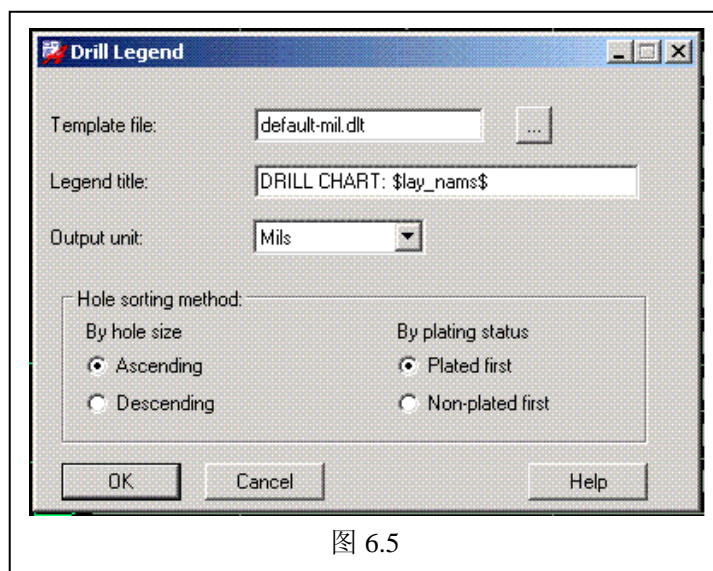 Drill Legend
Template file: default-mil.dlt ...
Legend title: DRILL CHART: $lay_nams$
Output unit: Mils
Hole sorting method:
By hole size By plating status
Ascending Plated first
Descending Non-plated first
OK Cancel Help
图 6.5